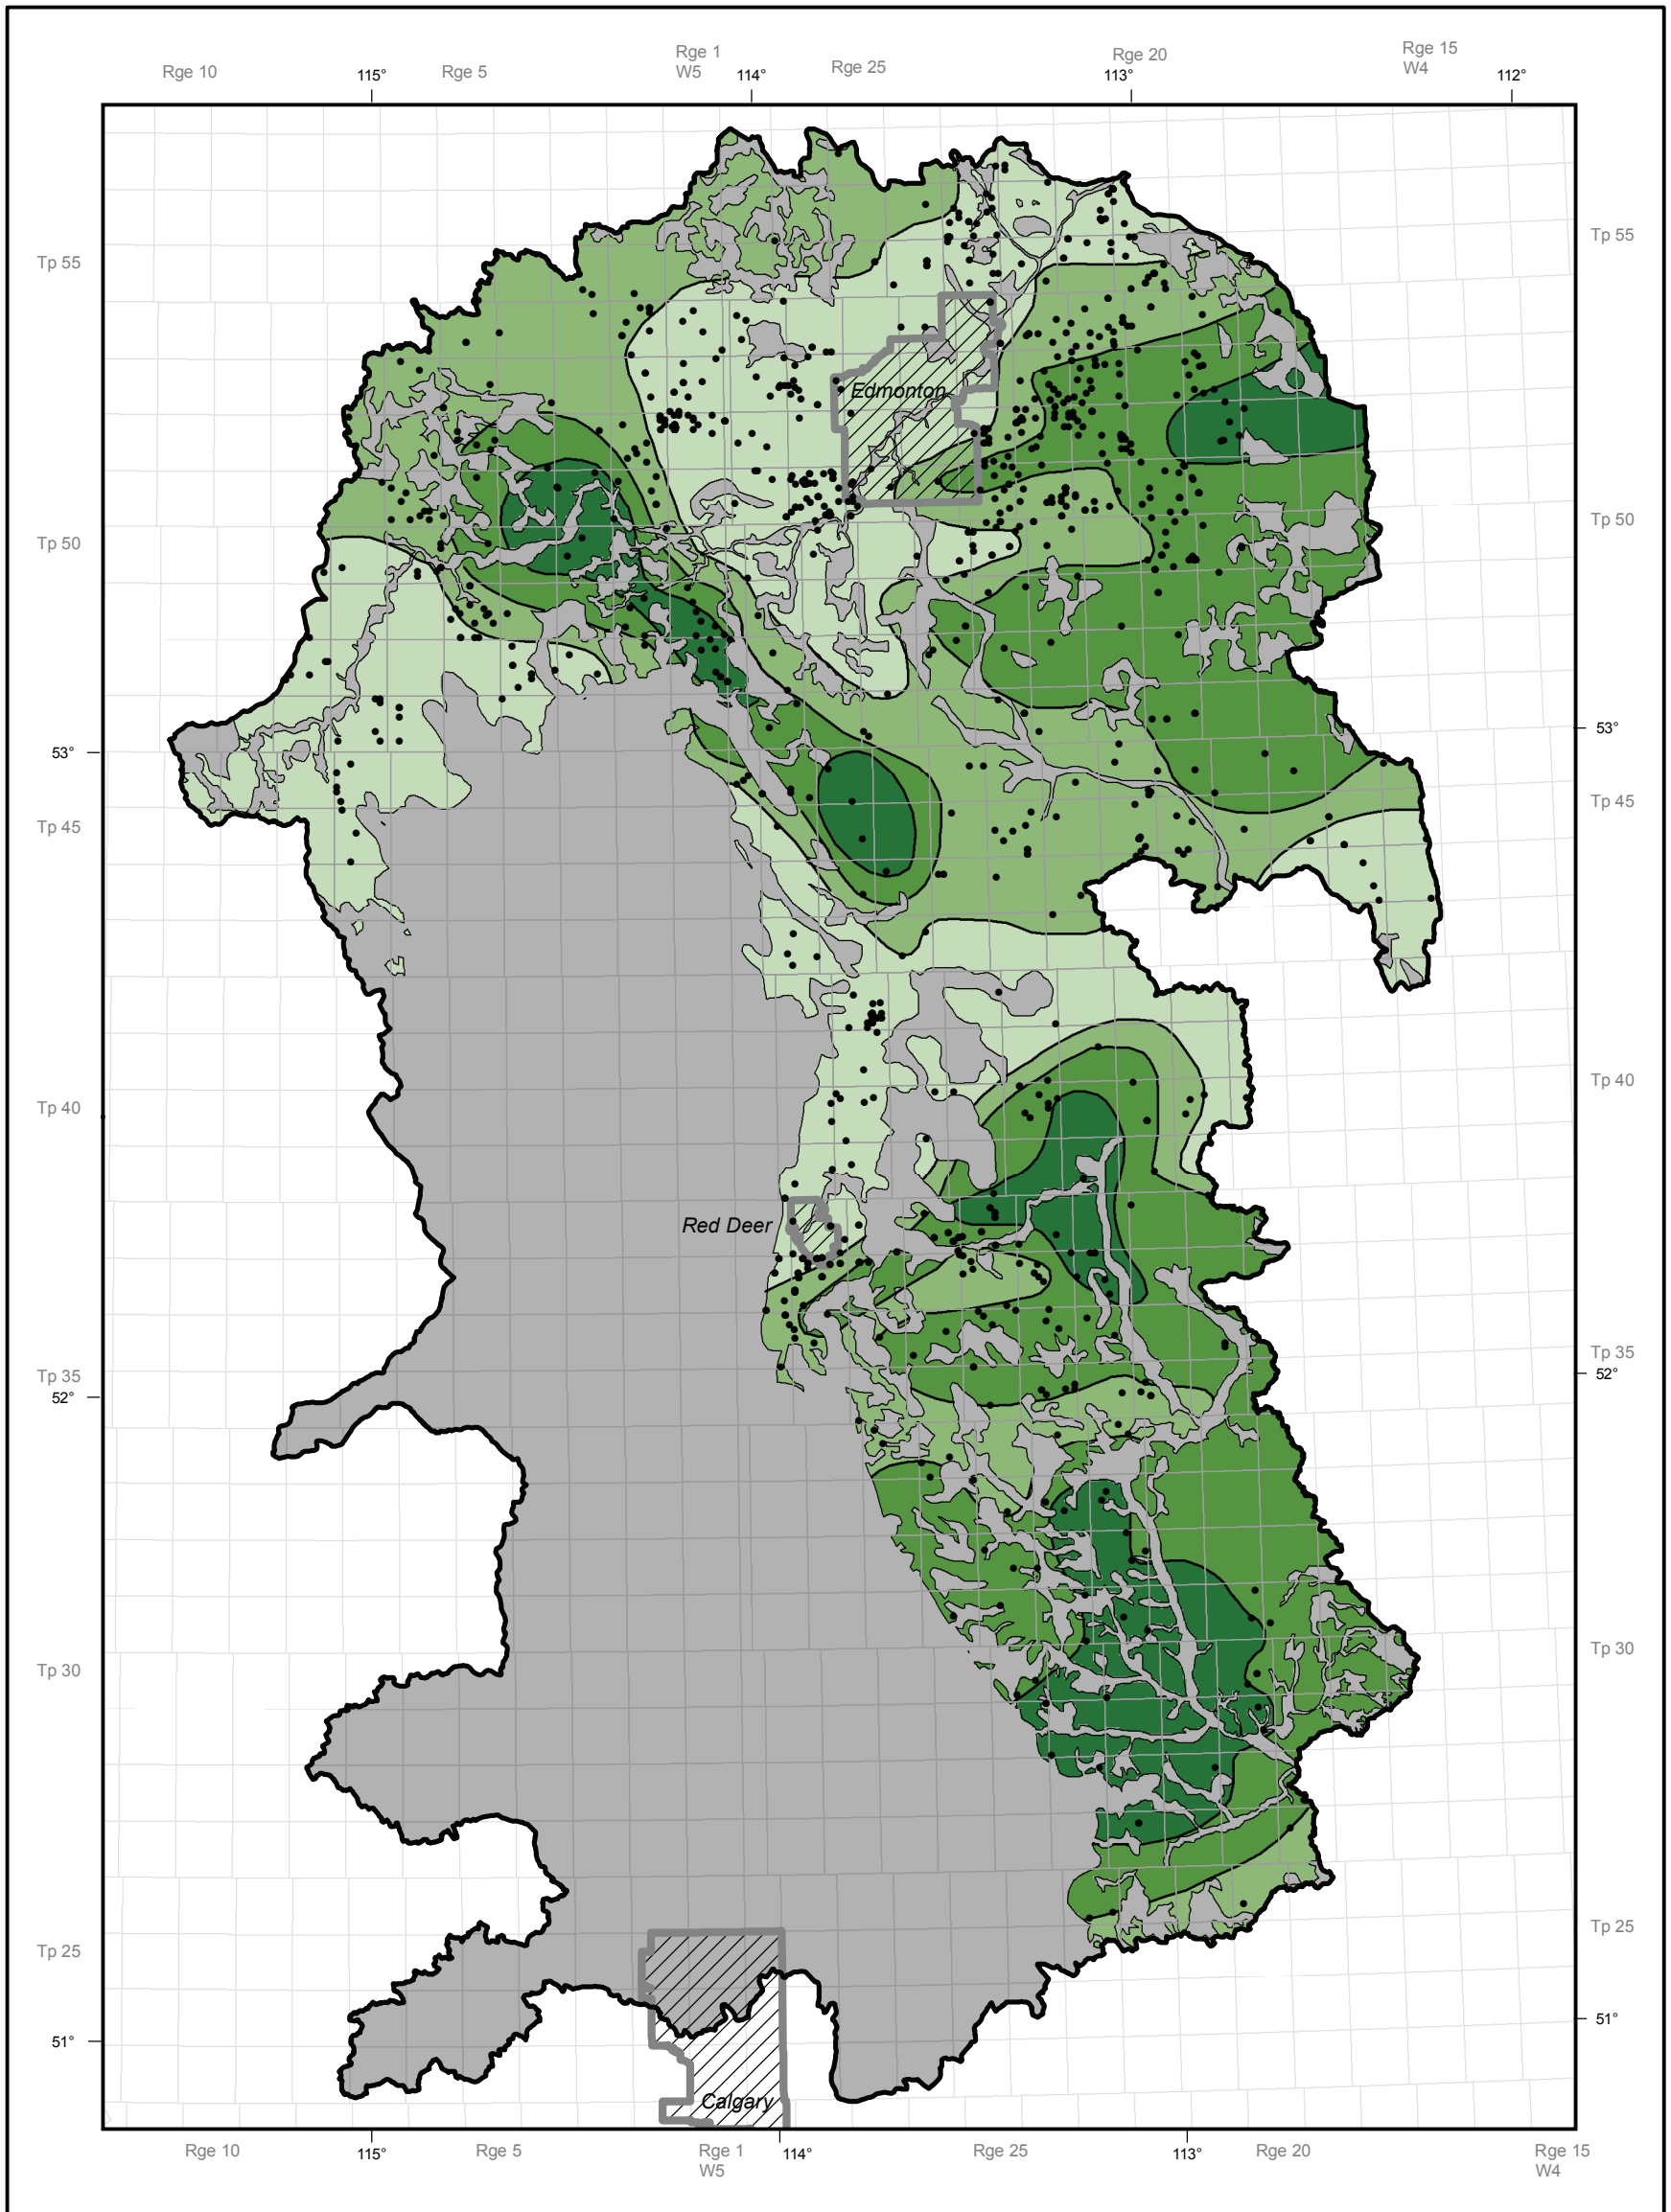 Rge 10
115°
Rge 5
Rge 1
W5
114°
Rge 25
113°
Rge 20
Rge 15
W4
112°
Tp 55
Tp 55
Edmonton
Tp 50
Tp 50
53°
53°
Tp 45
Tp 45
Tp 40
Tp 40
Red Deer
Tp 35
Tp 35
52°
52°
Tp 30
Tp 30
Tp 25
Tp 25
51°
51°
Calgary
Rge 10
115°
Rge 5
Rge 1
W5
114°
Rge 25
113°
Rge 20
Rge 15
W4